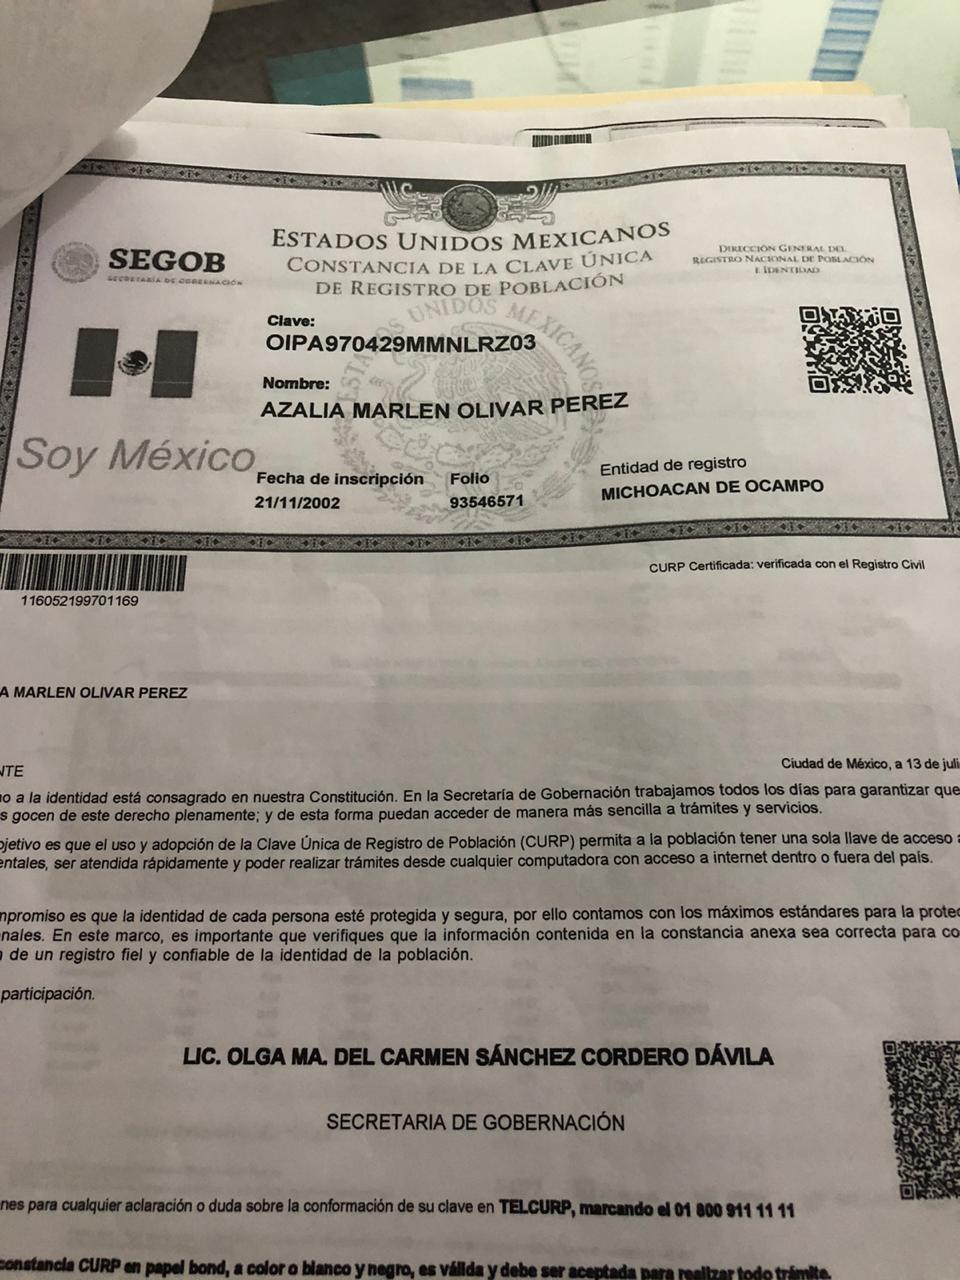 ESTADOS UNIDOS MEXICANOS
CONSTANCIA DE LA CLAVE ÚNICA
DE REGISTRO DE POBLACIÓN
SEGOB
SECRETARÍA DE GOBERNACIÓN
DIRECCIÓN GENERAL DEL
REGISTRO NACIONAL DE POBLACIÓN
E IDENTIDAD
Clave:
OIPA970429MMNLRZ03
Nombre:
AZALIA MARLEN OLIVAR PEREZ
Soy México
Fecha de inscripción
21/11/2002
Folio
93546571
Entidad de registro
MICHOACAN DE OCAMPO
ESTADOS UNIDOS MEXICANOS
116052199701169
CURP Certificada: verificada con el Registro Civil
A MARLEN OLIVAR PEREZ
NTE
Ciudad de México, a 13 de juli
o a la identidad está consagrado en nuestra Constitución. En la Secretaría de Gobernación trabajamos todos los días para garantizar que
s gocen de este derecho plenamente; y de esta forma puedan acceder de manera más sencilla a trámites y servicios.
jetivo es que el uso y adopción de la Clave Única de Registro de Población (CURP) permita a la población tener una sola llave de acceso a
entales, ser atendida rápidamente y poder realizar trámites desde cualquier computadora con acceso a internet dentro o fuera del país.
mpromiso es que la identidad de cada persona esté protegida y segura, por ello contamos con los máximos estándares para la protec
nales. En este marco, es importante que verifiques que la información contenida en la constancia anexa sea correcta para co
n de un registro fiel y confiable de la identidad de la población.
participación.
LIC. OLGA MA. DEL CARMEN SÁNCHEZ CORDERO DÁVILA
SECRETARIA DE GOBERNACIÓN
nes para cualquier aclaración o duda sobre la conformación de su clave en TELCURP, marcando el 01 800 911 11 11
constancia CURP en papel bond, a color o blanco y negro, es válida y debe ser aceptada para realizar todo trámite.